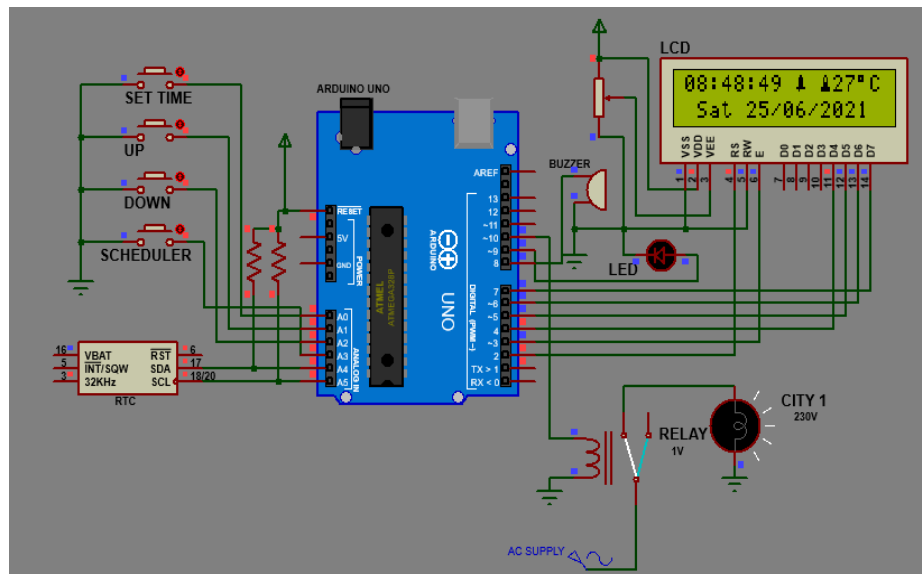 SET TIME
UP
DOWN
SCHEDULER
16 VBAT RST 6
5 INT/SQW SDA 17
3 32KHz SCL 18/20
RTC
ARDUINO UNO
RESET
5V
GND
POWER
A0
A1
A2
A3
A4
A5
ANALOG IN
ATMEL
ATMEGA328P
ARDUINO
UNO
AREF
13
12
~11
~10
~9
8
7
~6
~5
4
~3
2
TX > 1
RX < 0
DIGITAL (PWM~)
BUZZER
LED
LCD
08:48:49 27°C
Sat 25/06/2021
VSS VDD VEE RS RW E D0 D1 D2 D3 D4 D5 D6 D7
1 2 3 4 5 6 7 8 9 10 11 12 13 14
RELAY
1V
CITY 1
230V
AC SUPPLY